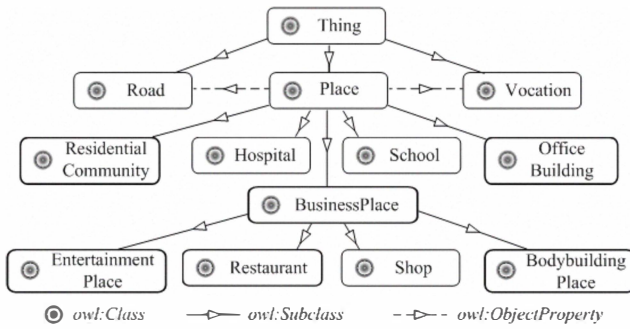 Thing
Road
Place
Vocation
Residential
Community
Hospital
School
Office
Building
BusinessPlace
Entertainment
Place
Restaurant
Shop
Bodybuilding
Place
owl:Class
owl:Subclass
owl:ObjectProperty